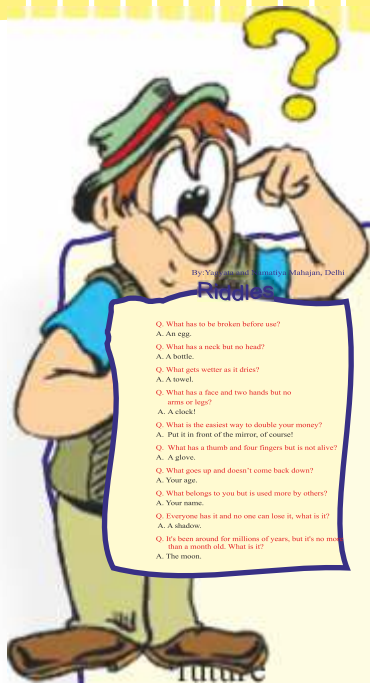 By: Mahajan, Delhi
Riddles
Q. What has to be broken before use?
A. An egg.
Q. What has a neck but no head?
A. A bottle.
Q. What gets wetter as it dries?
A. A towel.
Q. What has a face and two hands but no
arms or legs?
A. A clock!
Q. What is the easiest way to double your money?
A. Put it in front of the mirror, of course!
Q. What has a thumb and four fingers but is not alive?
A. A glove.
Q. What goes up and doesn't come back down?
A. Your age.
Q. What belongs to you but is used more by others?
A. Your name.
Q. Everyone has it and no one can lose it, what is it?
A. A shadow.
Q. It's been around for millions of years, but it's no more
than a month old. What is it?
A. The moon.
future